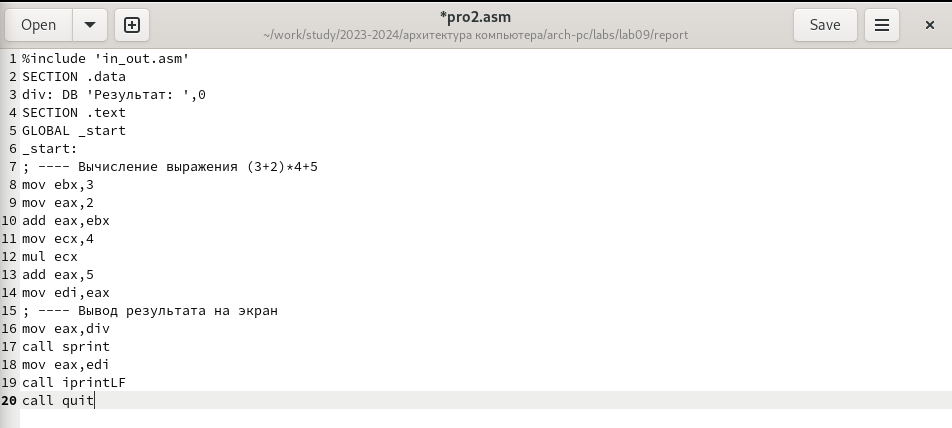 Open
*pro2.asm
~/work/study/2023-2024/архитектура компьютера/arch-pc/labs/lab09/report
Save
1 %include 'in_out.asm'
2 SECTION .data
3 div: DB 'Результат: ',0
4 SECTION .text
5 GLOBAL _start
6 _start:
7 ; ---- Вычисление выражения (3+2)*4+5
8 mov ebx,3
9 mov eax,2
10 add eax,ebx
11 mov ecx,4
12 mul ecx
13 add eax,5
14 mov edi,eax
15 ; ---- Вывод результата на экран
16 mov eax,div
17 call sprint
18 mov eax,edi
19 call iprintLF
20 call quit